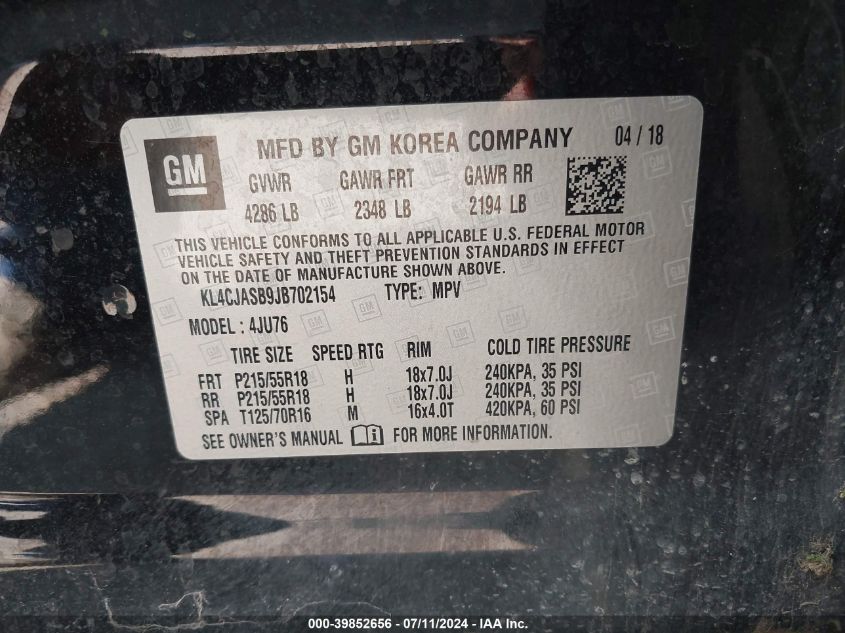 GM
MFD BY GM KOREA COMPANY 04 / 18
GVWR GAWR FRT GAWR RR
4286 LB 2348 LB 2194 LB
THIS VEHICLE CONFORMS TO ALL APPLICABLE U.S. FEDERAL MOTOR
VEHICLE SAFETY AND THEFT PREVENTION STANDARDS IN EFFECT
ON THE DATE OF MANUFACTURE SHOWN ABOVE.
KL4CJASB9JB702154 TYPE: MPV
MODEL : 4JU76
TIRE SIZE SPEED RTG RIM COLD TIRE PRESSURE
FRT P215/55R18 H 18x7.0J 240KPA, 35 PSI
RR P215/55R18 H 18x7.0J 240KPA, 35 PSI
SPA T125/70R16 M 16x4.0T 420KPA, 60 PSI
SEE OWNER'S MANUAL i FOR MORE INFORMATION.
000-39852656 - 07/11/2024 - IAA Inc.